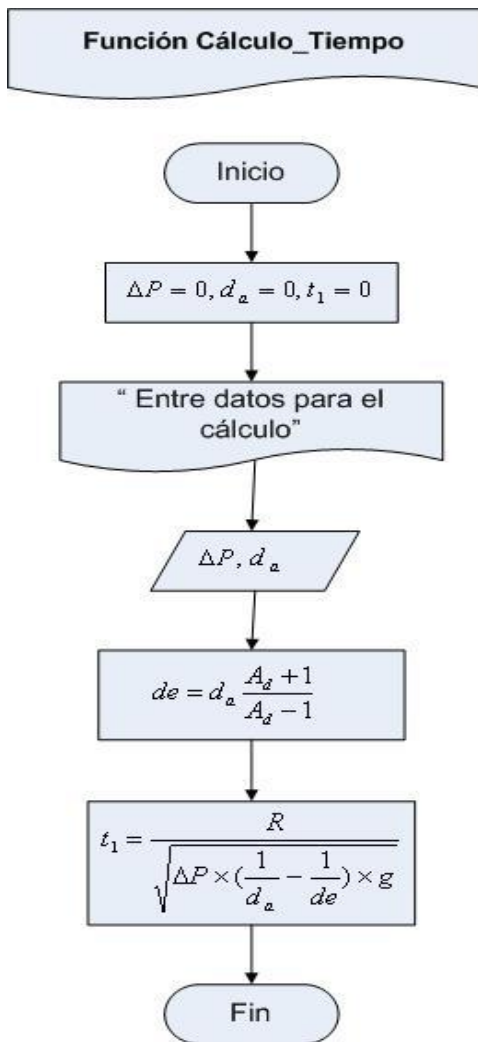 Función Cálculo_Tiempo
Inicio
ΔP = 0, d_a = 0, t_1 = 0
“ Entre datos para el
cálculo”
ΔP, d_a
de = d_a (A_d + 1)/(A_d − 1)
t_1 = R/√(ΔP × (1/d_a − 1/de) × g)
Fin